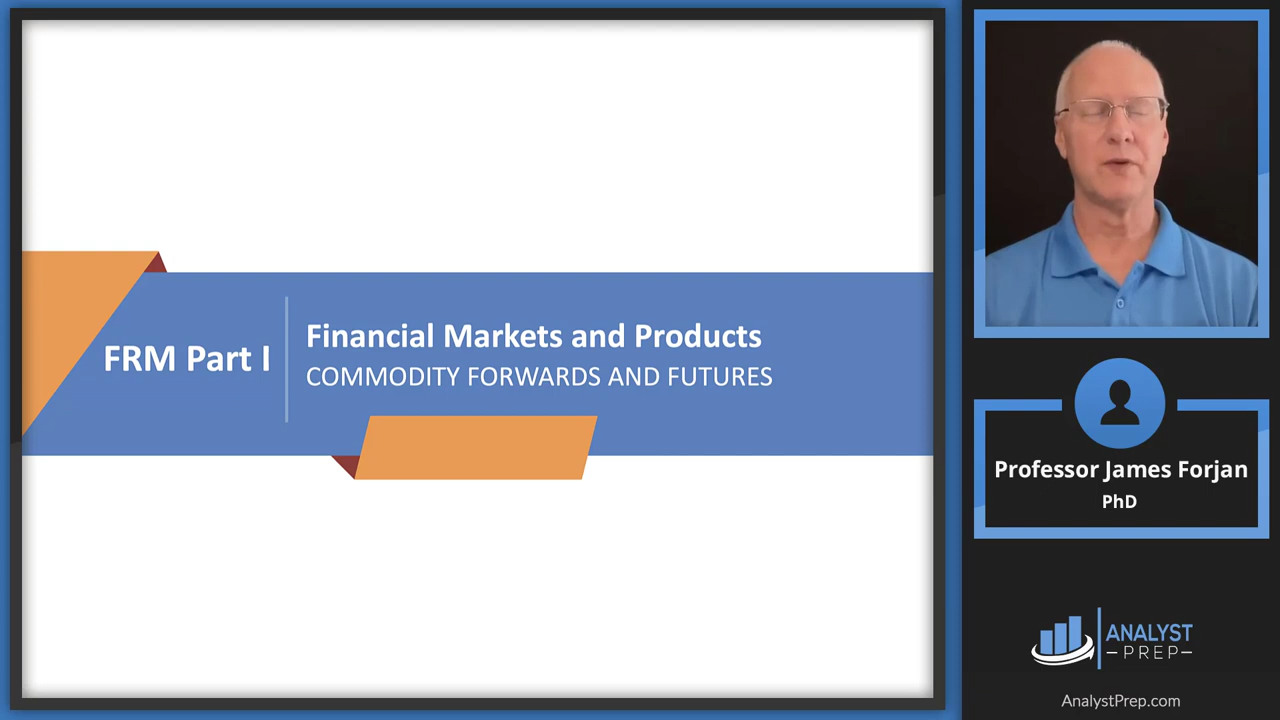 FRM Part I
Financial Markets and Products
COMMODITY FORWARDS AND FUTURES
Professor James Forjan
PhD
ANALYST
PREP
AnalystPrep.com